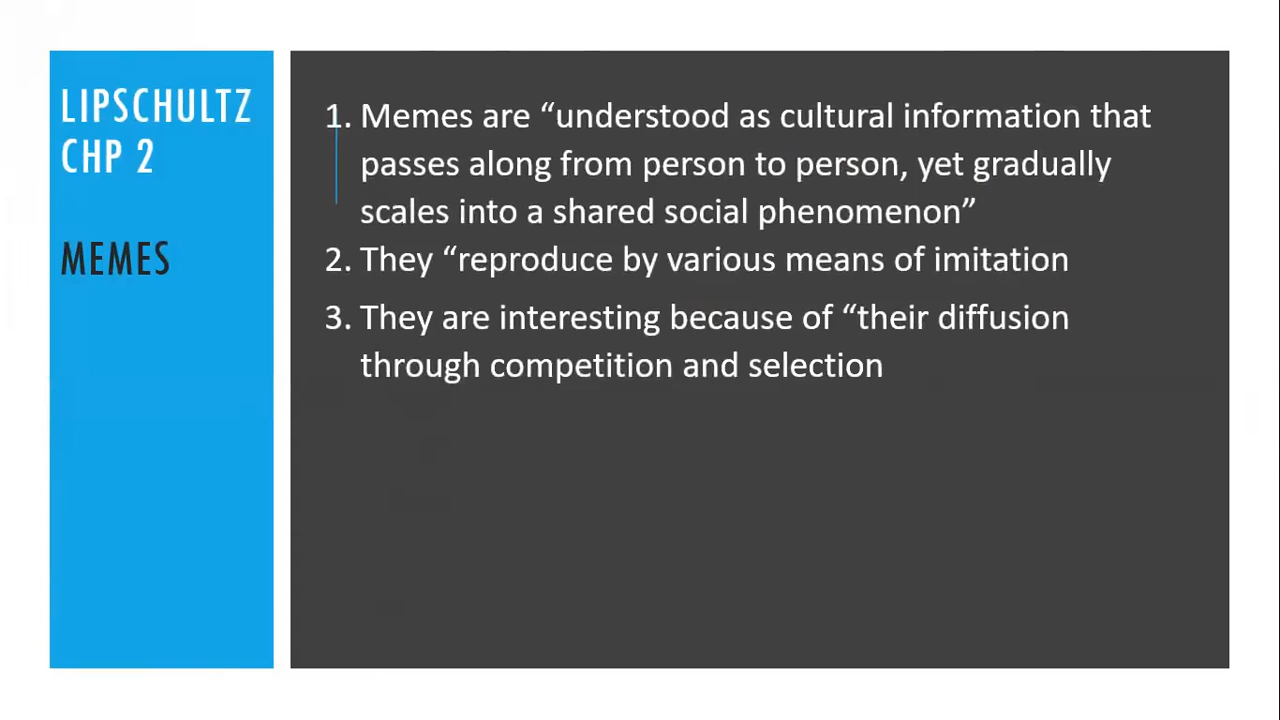 LIPSCHULTZ
CHP 2
MEMES
1. Memes are “understood as cultural information that
passes along from person to person, yet gradually
scales into a shared social phenomenon”
2. They “reproduce by various means of imitation
3. They are interesting because of “their diffusion
through competition and selection